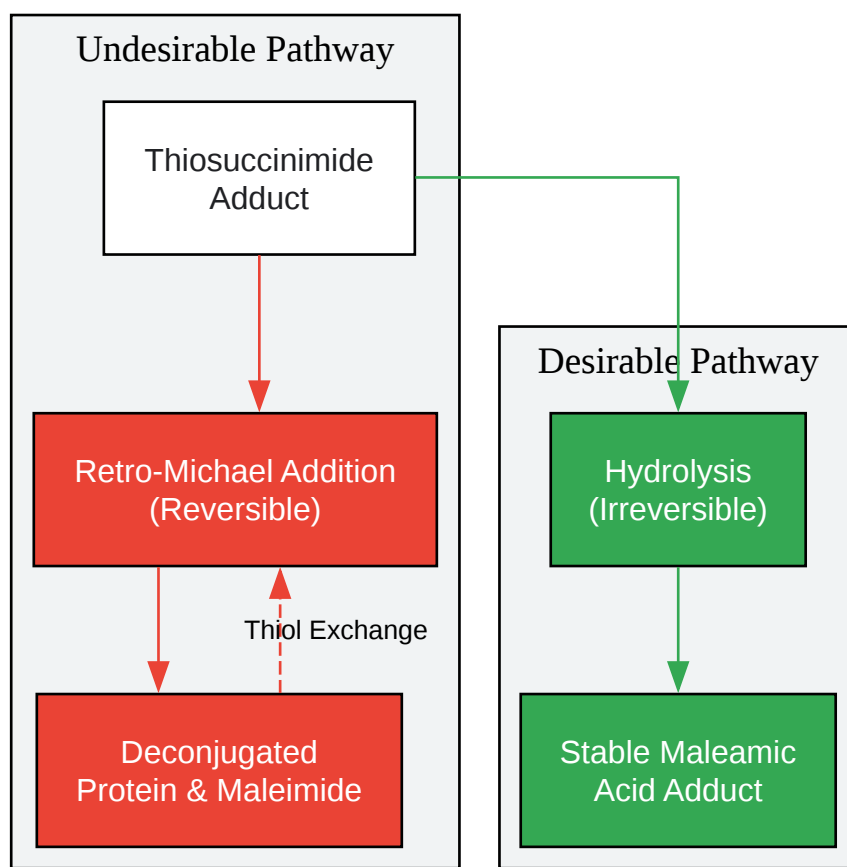 Undesirable Pathway
Thiosuccinimide
Adduct
Retro-Michael Addition
(Reversible)
Thiol Exchange
Deconjugated
Protein & Maleimide
Desirable Pathway
Hydrolysis
(Irreversible)
Stable Maleamic
Acid Adduct